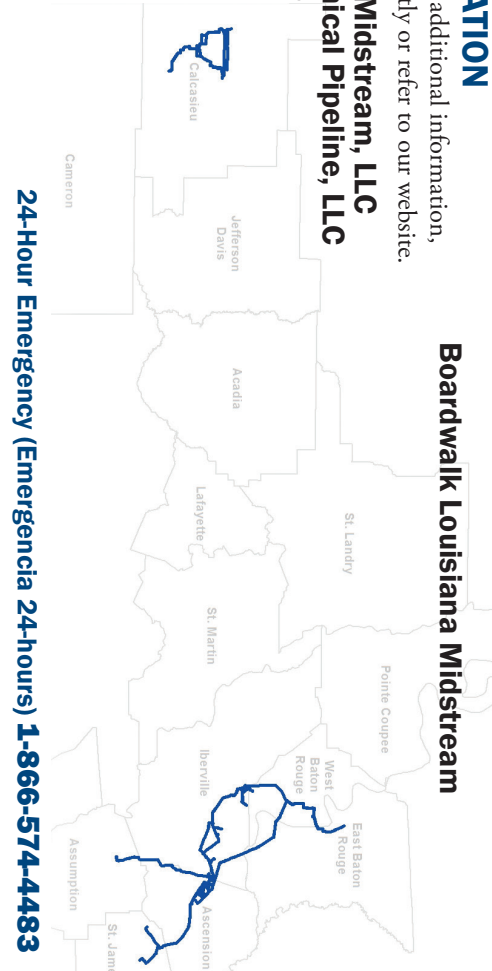 ATION
additional information,
tly or refer to our website.
Midstream, LLC
ical Pipeline, LLC
Boardwalk Louisiana Midstream
Calcasieu
Cameron
Jefferson
Davis
Acadia
Lafayette
St. Landry
St. Martin
Pointe Coupee
West
Baton
Rouge
Iberville
East Baton
Rouge
Ascension
Assumption
St. Jame
24-Hour Emergency (Emergencia 24-hours) 1-866-574-4483